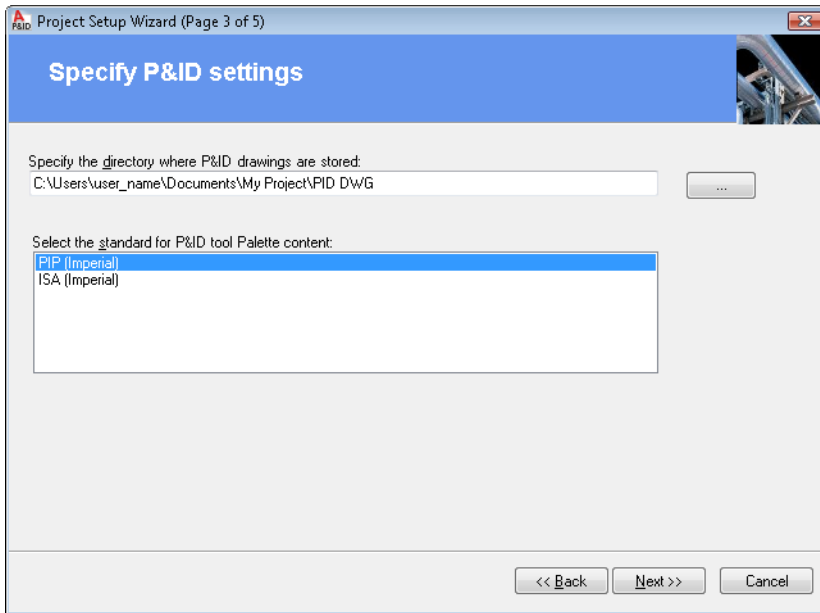 A
P&ID
Project Setup Wizard (Page 3 of 5)
Specify P&ID settings
Specify the directory where P&ID drawings are stored:
C:\Users\user_name\Documents\My Project\PID DWG
...
Select the standard for P&ID tool Palette content:
PIP (Imperial)
ISA (Imperial)
<< Back
Next >>
Cancel